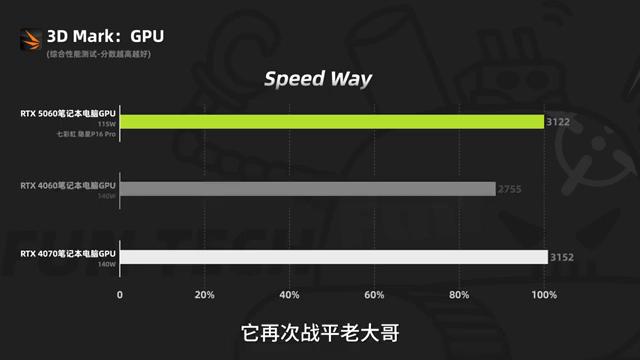 3D Mark：GPU
(综合性能测试-分数越高越好)
Speed Way
RTX 5060笔记本电脑GPU
115W
七彩虹 隐星P16 Pro
3122
RTX 4060笔记本电脑GPU
140W
2755
RTX 4070笔记本电脑GPU
140W
3152
FUN TECH
0 20% 40% 60% 80% 100%
它再次战平老大哥